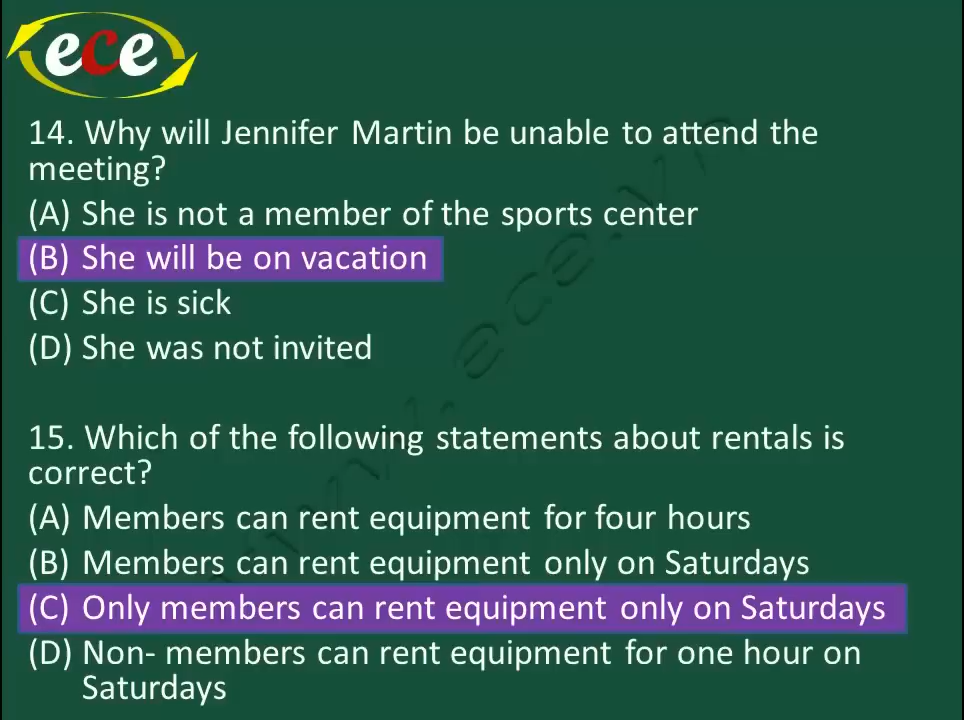 ece
14. Why will Jennifer Martin be unable to attend the
meeting?
(A) She is not a member of the sports center
(B) She will be on vacation
(C) She is sick
(D) She was not invited
15. Which of the following statements about rentals is
correct?
(A) Members can rent equipment for four hours
(B) Members can rent equipment only on Saturdays
(C) Only members can rent equipment only on Saturdays
(D) Non- members can rent equipment for one hour on
Saturdays